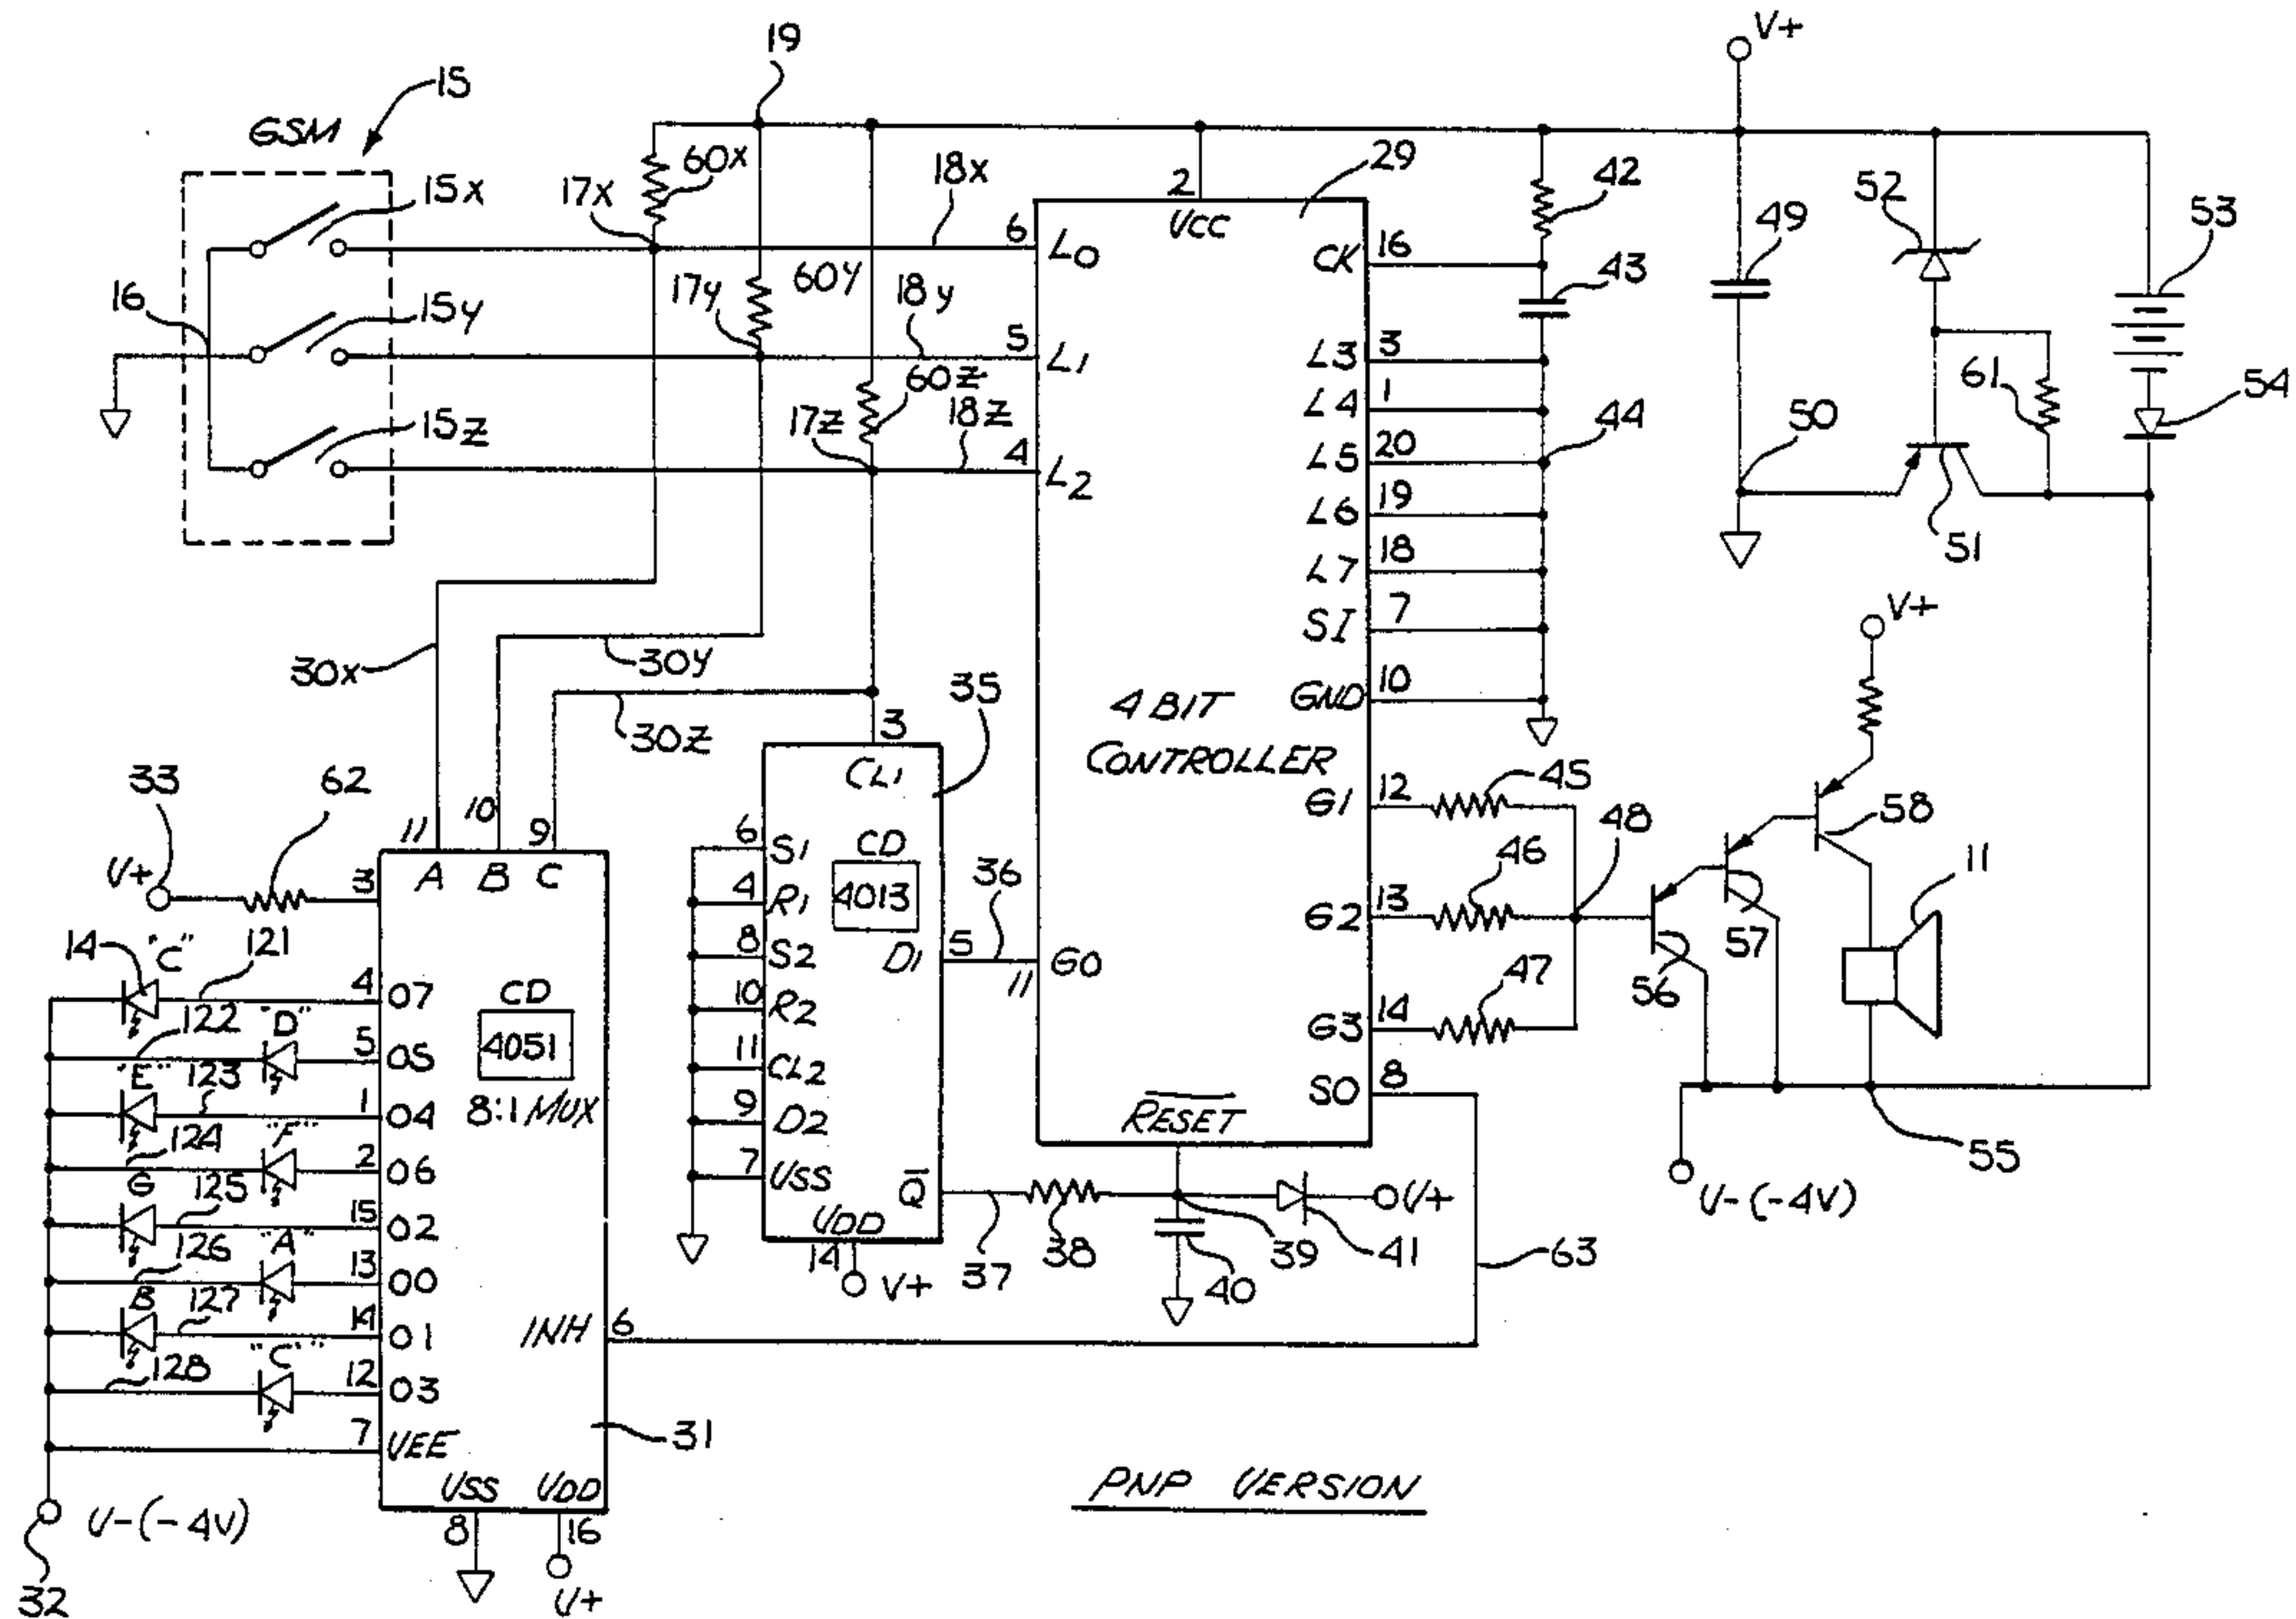 19
V+
15
GSM
15x
60x
17x
18x
2
VCC
29
42
6
L0
CK
16
43
52
49
53
16
15y
17y
60y
18y
5
L1
L3
3
60z
L4
1
61
54
15z
17z
18z
4
L2
L5
20
44
50
L6
19
L7
18
51
SI
7
V+
30x
30y
GND
10
30z
3
35
4 BIT
CONTROLLER
CL1
33
62
V+
11
10
9
A
B
C
3
6
S1
CD
4013
4
R1
8
S2
D1
5
36
11
G0
10
R2
11
CL2
9
D2
7
VSS
Q
VDD
14
V+
G1
12
45
G2
13
46
48
G3
14
47
SO
8
RESET
58
57
56
11
14
"C"
121
4
O7
CD
4051
8:1 MUX
122
"D"
5
O5
"E"
123
1
O4
124
"F"
2
O6
G
125
15
O2
126
"A"
13
O0
B
127
14
O1
128
"C'"
12
O3
7
VEE
INH
6
37
38
39
40
41
V+
63
V-(-4V)
55
31
VSS
VDD
8
16
V+
V-(-4V)
32
PNP VERSION